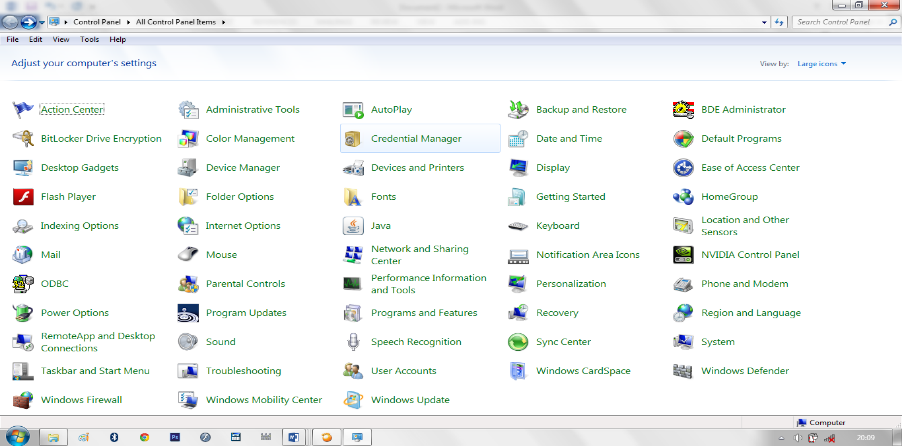 Control Panel All Control Panel Items
Search Control Panel
File Edit View Tools Help
Adjust your computer's settings
View by: Large icons
Action Center
Administrative Tools
AutoPlay
Backup and Restore
BDE Administrator
BitLocker Drive Encryption
Color Management
Credential Manager
Date and Time
Default Programs
Desktop Gadgets
Device Manager
Devices and Printers
Display
Ease of Access Center
Flash Player
Folder Options
Fonts
Getting Started
HomeGroup
Indexing Options
Internet Options
Java
Keyboard
Location and Other
Sensors
Mail
Mouse
Network and Sharing
Center
Notification Area Icons
NVIDIA Control Panel
ODBC
Parental Controls
Performance Information
and Tools
Personalization
Phone and Modem
Power Options
Program Updates
Programs and Features
Recovery
Region and Language
RemoteApp and Desktop
Connections
Sound
Speech Recognition
Sync Center
System
Taskbar and Start Menu
Troubleshooting
User Accounts
Windows CardSpace
Windows Defender
Windows Firewall
Windows Mobility Center
Windows Update
Computer
20:09